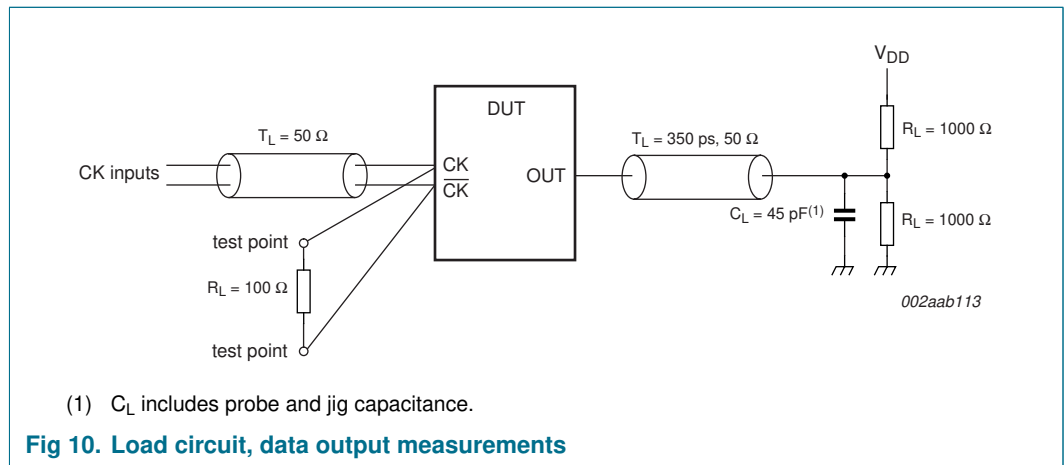 V_DD
DUT
T_L = 50 Ω
T_L = 350 ps, 50 Ω
R_L = 1000 Ω
CK inputs
CK
C̅K̅
OUT
C_L = 45 pF(1)
R_L = 1000 Ω
test point
R_L = 100 Ω
002aab113
test point
(1) C_L includes probe and jig capacitance.
Fig 10. Load circuit, data output measurements